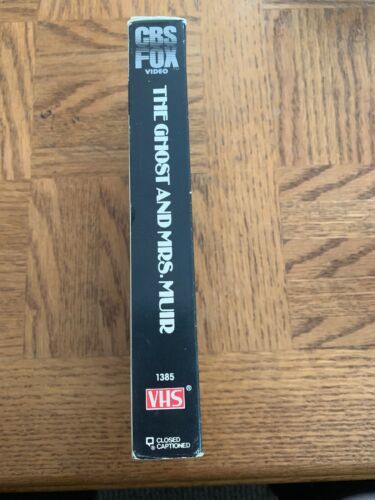 CBS
FOX
VIDEO
THE GHOST AND MRS. MUIR
1385
VHS®
CLOSED
CAPTIONED